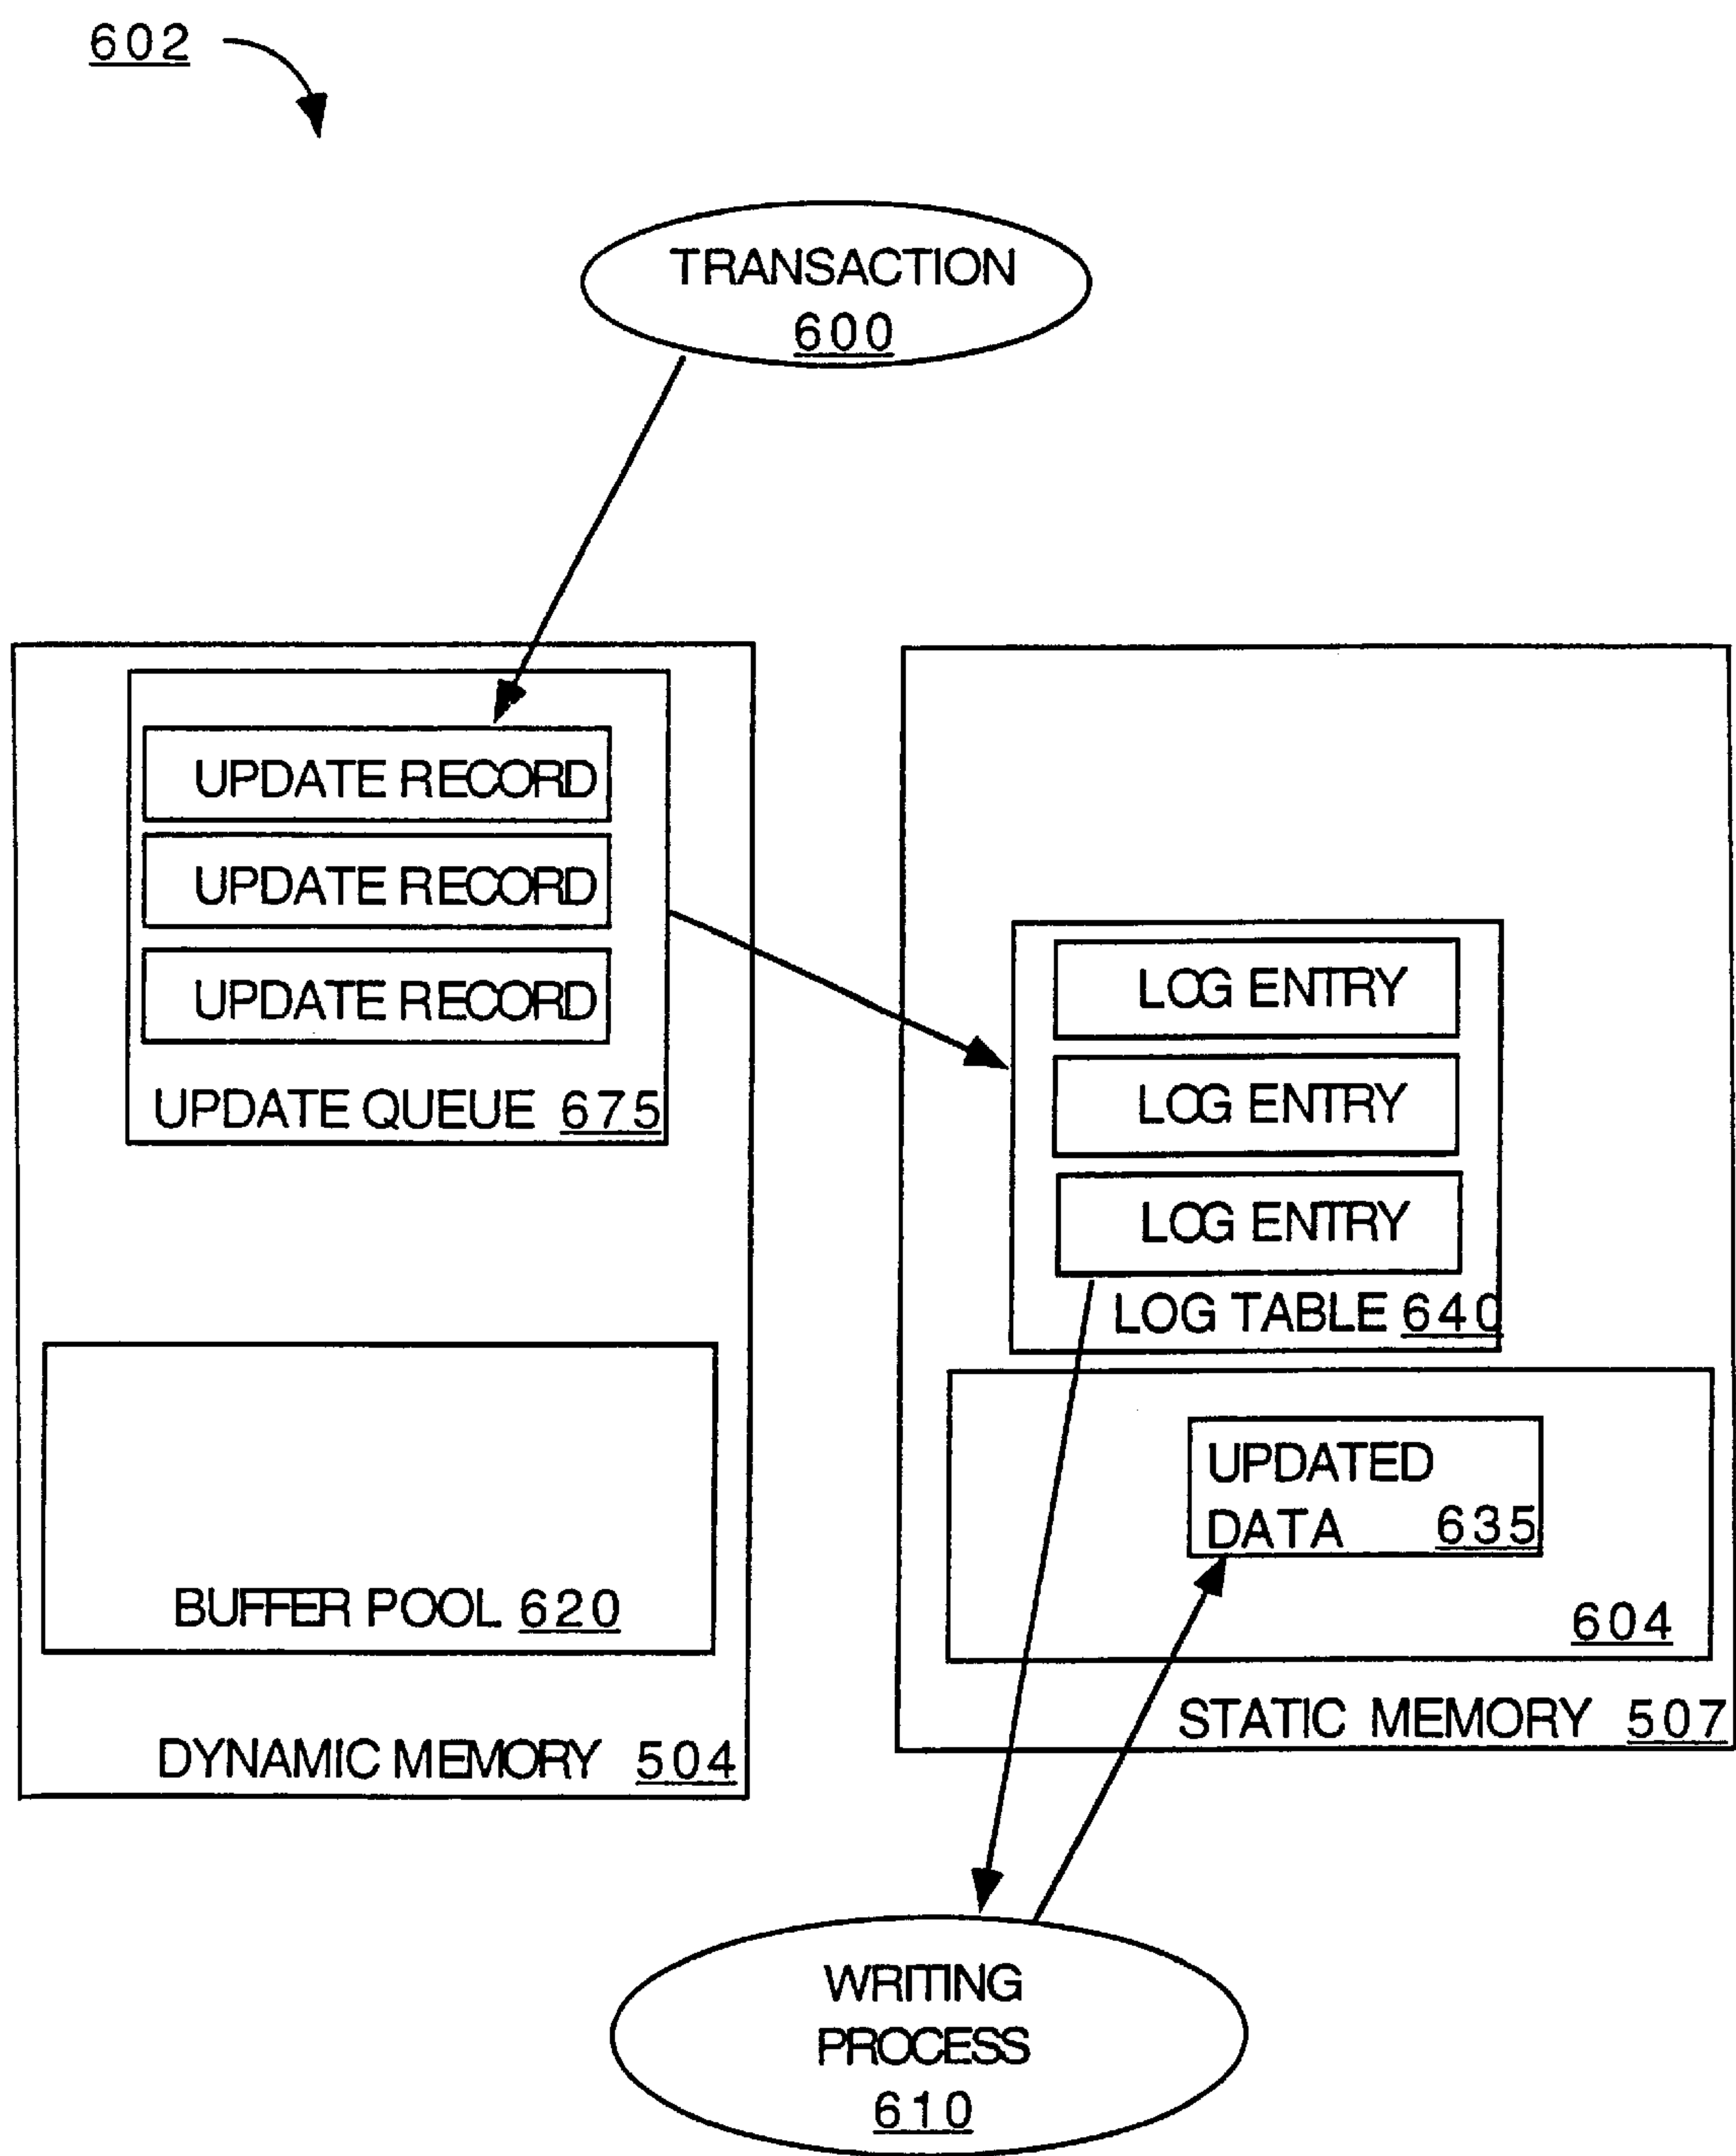 602
TRANSACTION
600
UPDATE RECORD
UPDATE RECORD
UPDATE RECORD
UPDATE QUEUE 675
BUFFER POOL 620
DYNAMIC MEMORY 504
LOG ENTRY
LOG ENTRY
LOG ENTRY
LOG TABLE 640
UPDATED
DATA 635
604
STATIC MEMORY 507
WRITING
PROCESS
610